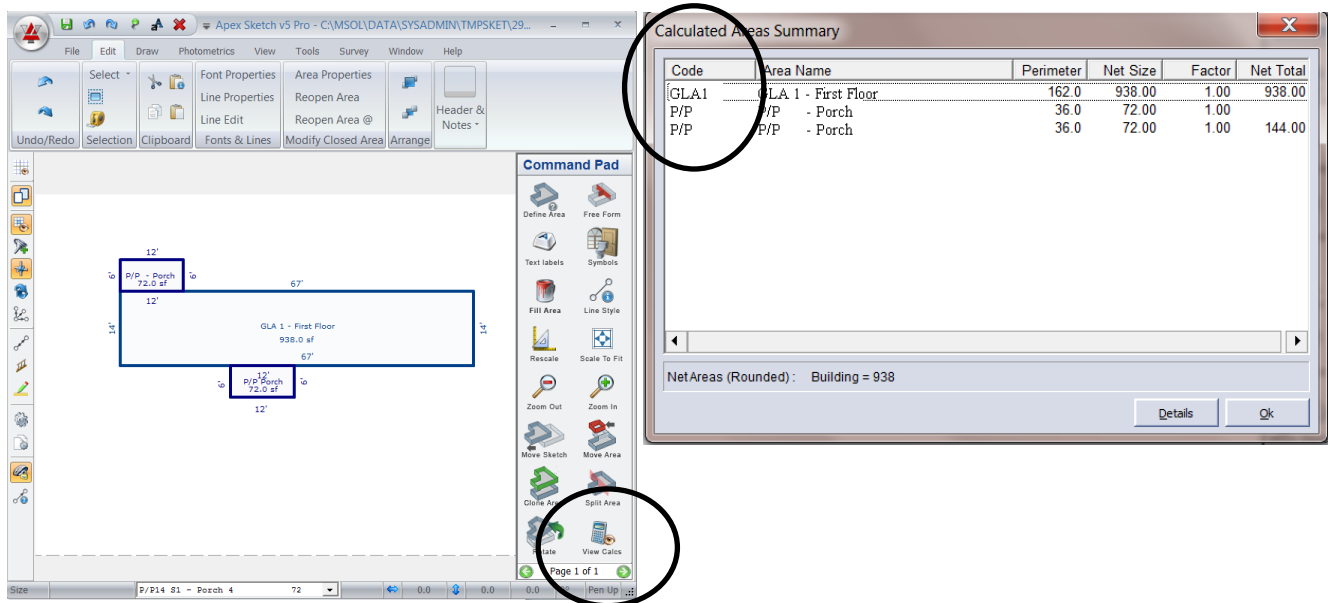 Apex Sketch v5 Pro - C:\MSOL\DATA\SYSADMIN\TMPSKET\29...
File Edit Draw Photometrics View Tools Survey Window Help
Select
Font Properties
Line Properties
Line Edit
Area Properties
Reopen Area
Reopen Area @
Header &
Notes
Undo/Redo Selection Clipboard Fonts & Lines Modify Closed Area Arrange
Command Pad
Define Area Free Form
Text labels Symbols
Fill Area Line Style
Rescale Scale To Fit
Zoom Out Zoom In
Move Sketch Move Area
Clone Area Split Area
Rotate View Calcs
Page 1 of 1
12'
6' P/P - Porch 6'
72.0 sf
12'
67'
14' GLA 1 - First Floor 14'
938.0 sf
67'
12'
6' P/P Porch 6'
72.0 sf
12'
Size P/P14 S1 - Porch 4 72 0.0 0.0 0.0 Pen Up
Calculated Areas Summary
Code Area Name Perimeter Net Size Factor Net Total
GLA1 GLA 1 - First Floor 162.0 938.00 1.00 938.00
P/P P/P - Porch 36.0 72.00 1.00
P/P P/P - Porch 36.0 72.00 1.00 144.00
Net Areas (Rounded) : Building = 938
Details Ok